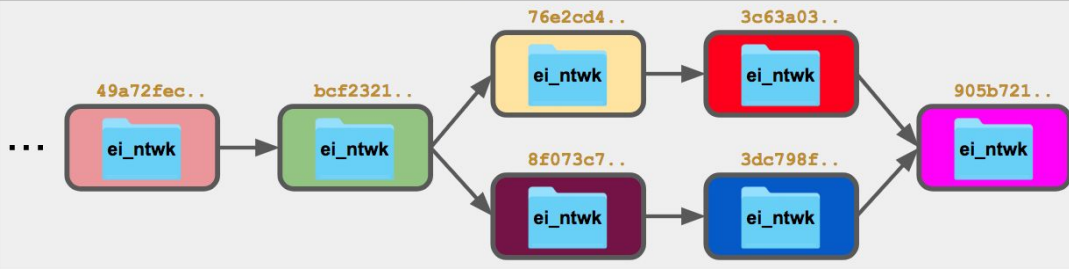 76e2cd4..
3c63a03..
ei_ntwk
ei_ntwk
49a72fec..
bcf2321..
905b721..
...
ei_ntwk
ei_ntwk
ei_ntwk
8f073c7..
3dc798f..
ei_ntwk
ei_ntwk